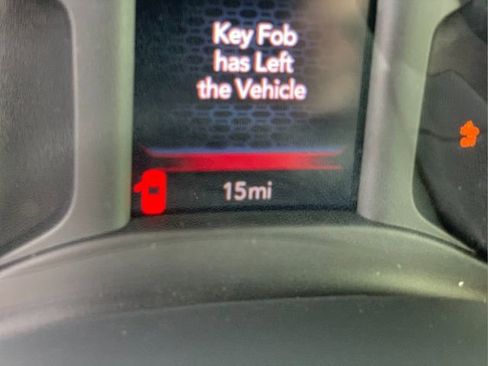 Key Fob
has Left
the Vehicle
15mi